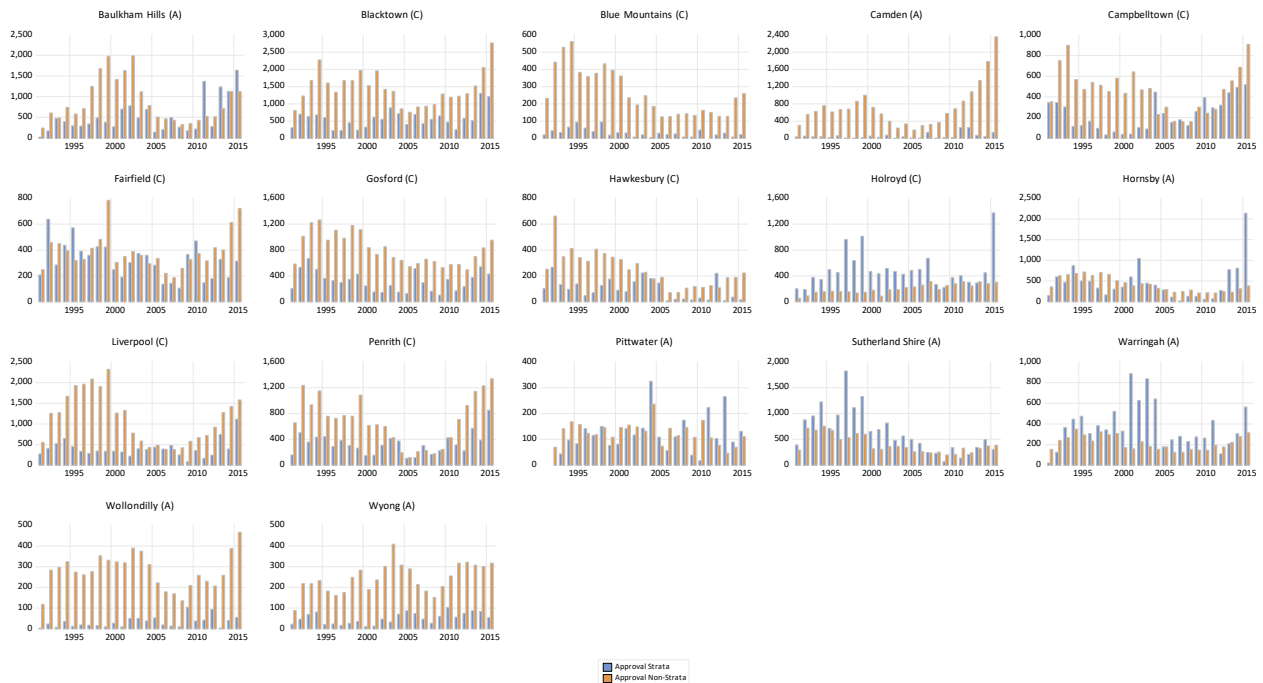 Baulkham Hills (A)
2,500
2,000
1,500
1,000
500
0
1995 2000 2005 2010 2015
Blacktown (C)
3,000
2,500
2,000
1,500
1,000
500
0
1995 2000 2005 2010 2015
Blue Mountains (C)
600
500
400
300
200
100
0
1995 2000 2005 2010 2015
Camden (A)
2,400
2,000
1,600
1,200
800
400
0
1995 2000 2005 2010 2015
Campbelltown (C)
1,000
800
600
400
200
0
1995 2000 2005 2010 2015
Fairfield (C)
800
600
400
200
0
1995 2000 2005 2010 2015
Gosford (C)
1,600
1,200
800
400
0
1995 2000 2005 2010 2015
Hawkesbury (C)
800
600
400
200
0
1995 2000 2005 2010 2015
Holroyd (C)
1,600
1,200
800
400
0
1995 2000 2005 2010 2015
Hornsby (A)
2,500
2,000
1,500
1,000
500
0
1995 2000 2005 2010 2015
Liverpool (C)
2,500
2,000
1,500
1,000
500
0
1995 2000 2005 2010 2015
Penrith (C)
1,600
1,200
800
400
0
1995 2000 2005 2010 2015
Pittwater (A)
400
300
200
100
0
1995 2000 2005 2010 2015
Sutherland Shire (A)
2,000
1,500
1,000
500
0
1995 2000 2005 2010 2015
Warringah (A)
1,000
800
600
400
200
0
1995 2000 2005 2010 2015
Wollondilly (A)
500
400
300
200
100
0
1995 2000 2005 2010 2015
Wyong (A)
500
400
300
200
100
0
1995 2000 2005 2010 2015
Approval Strata
Approval Non-Strata